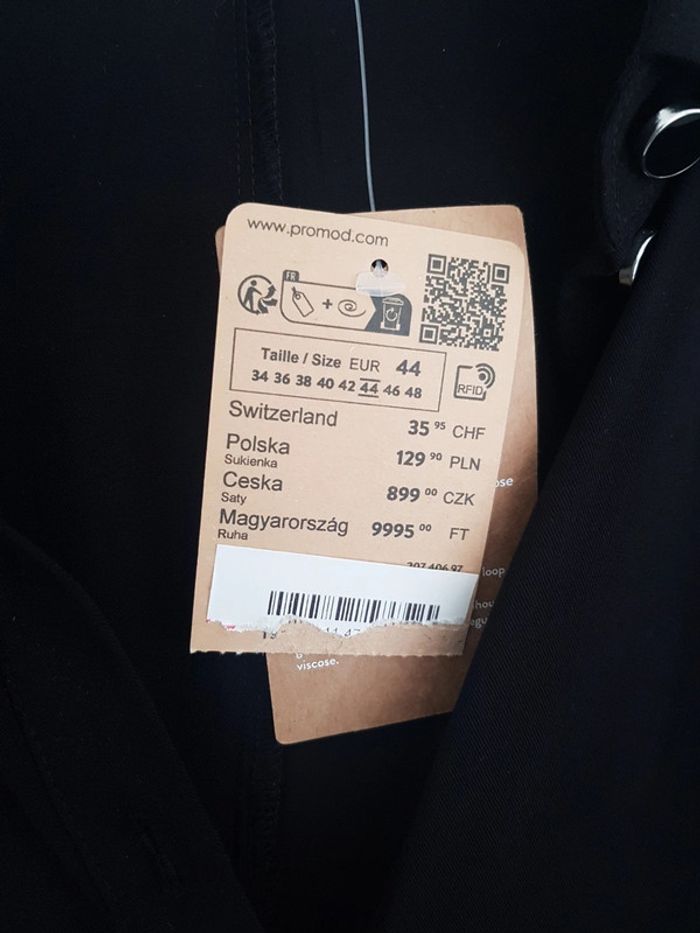 www.promod.com
FR
Taille / Size EUR 44
34 36 38 40 42 44 46 48
RFID
Switzerland 35 95 CHF
Polska 129 90 PLN
Sukienka
Ceska 899 00 CZK
Saty
Magyarország 9995 00 FT
Ruha
loop
viscose.